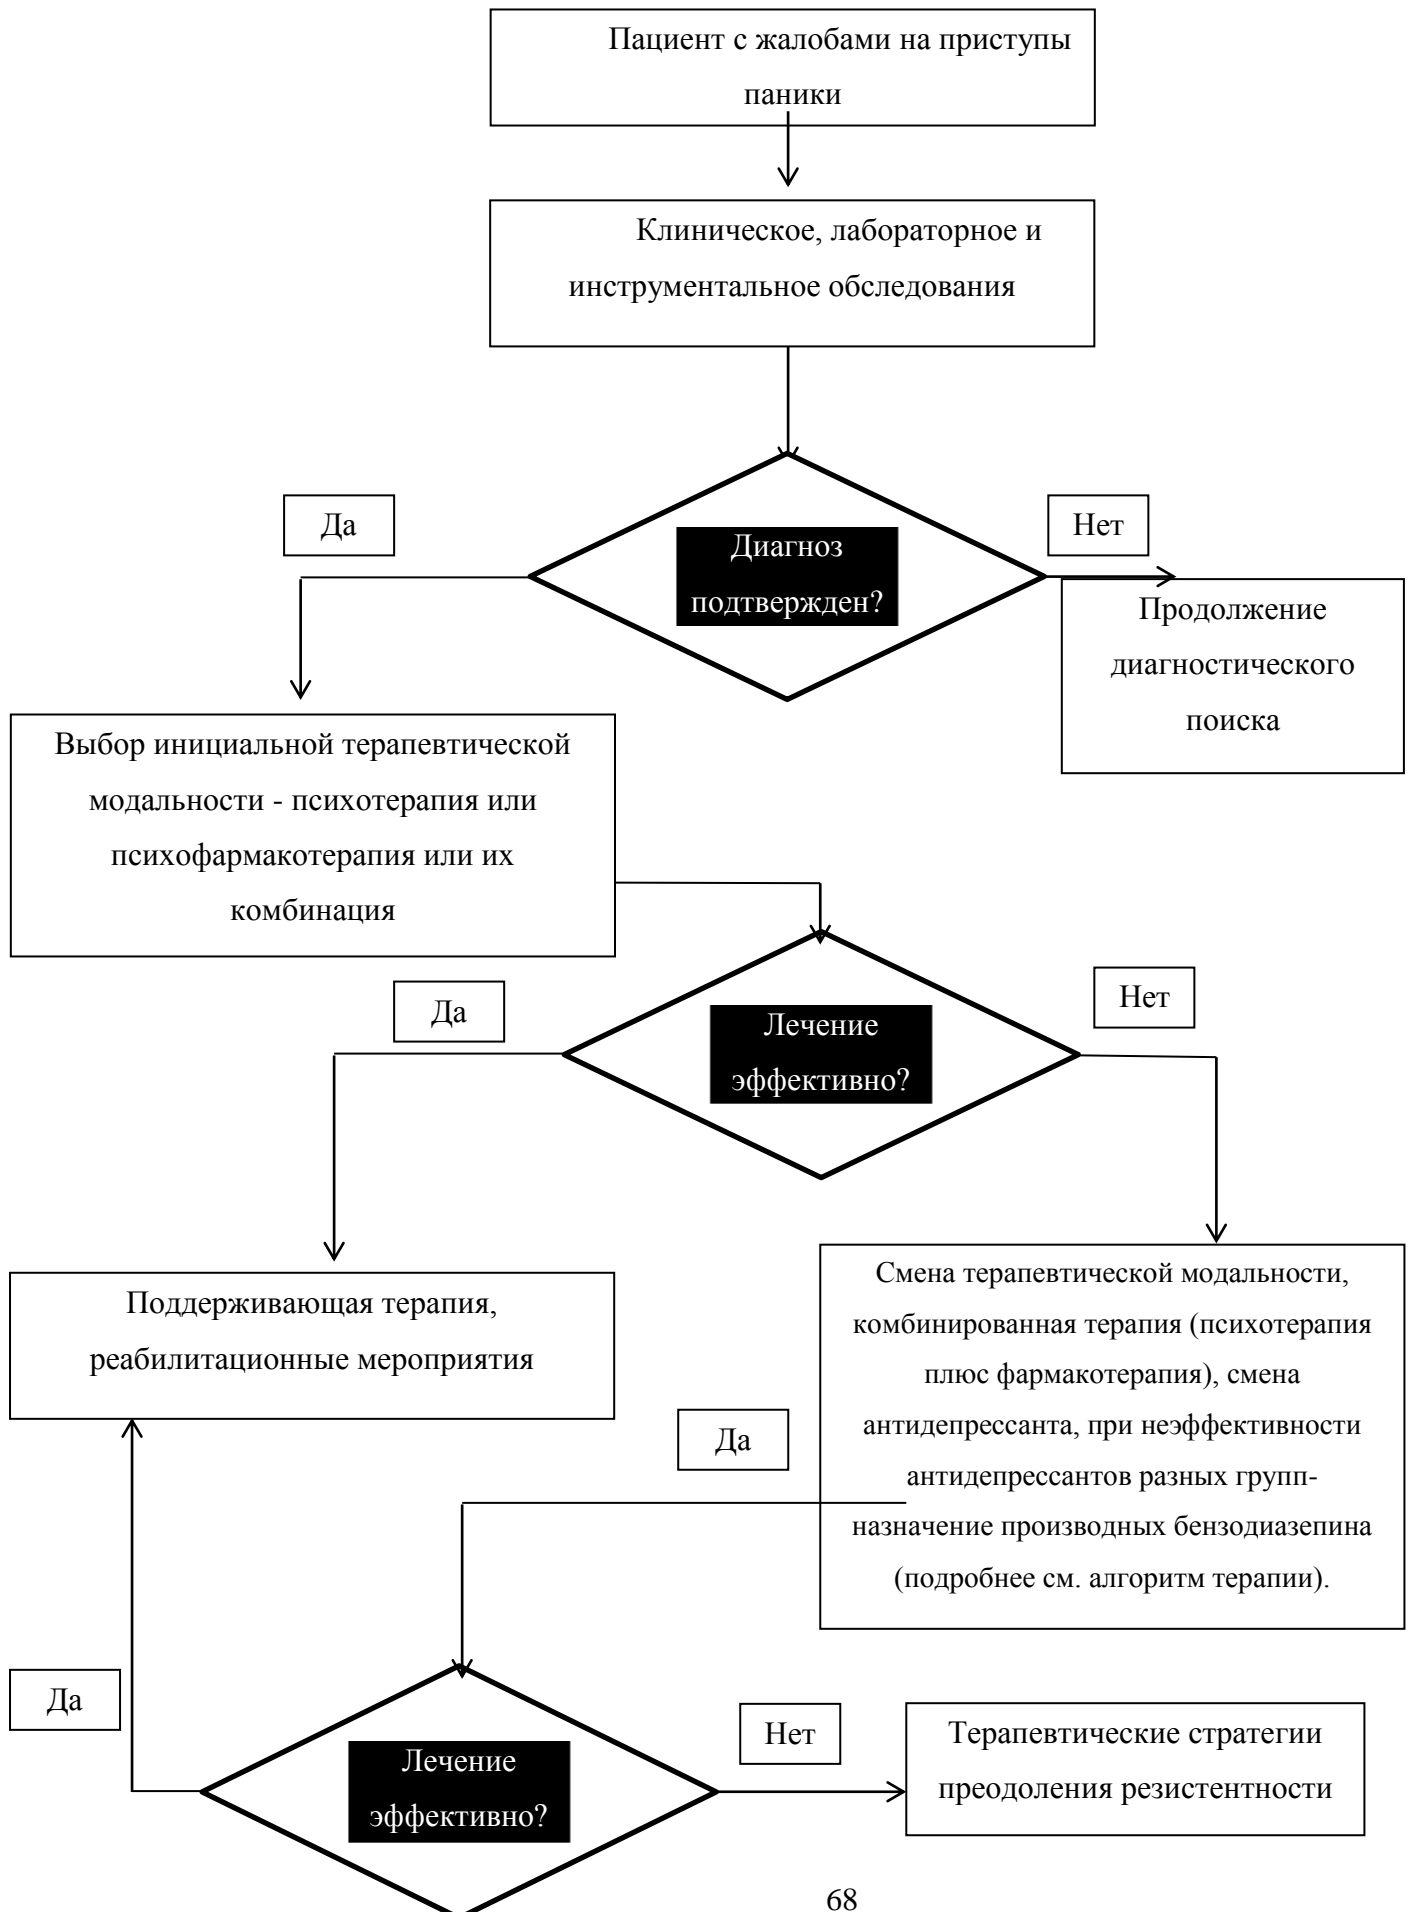 Пациент с жалобами на приступы
паники
Клиническое, лабораторное и
инструментальное обследования
Да
Нет
Диагноз
подтвержден?
Продолжение
диагностического
поиска
Выбор инициальной терапевтической
модальности - психотерапия или
психофармакотерапия или их
комбинация
Да
Нет
Лечение
эффективно?
Поддерживающая терапия,
реабилитационные мероприятия
Смена терапевтической модальности,
комбинированная терапия (психотерапия
плюс фармакотерапия), смена
антидепрессанта, при неэффективности
антидепрессантов разных групп-
назначение производных бензодиазепина
(подробнее см. алгоритм терапии).
Да
Да
Лечение
эффективно?
Нет
Терапевтические стратегии
преодоления резистентности
68